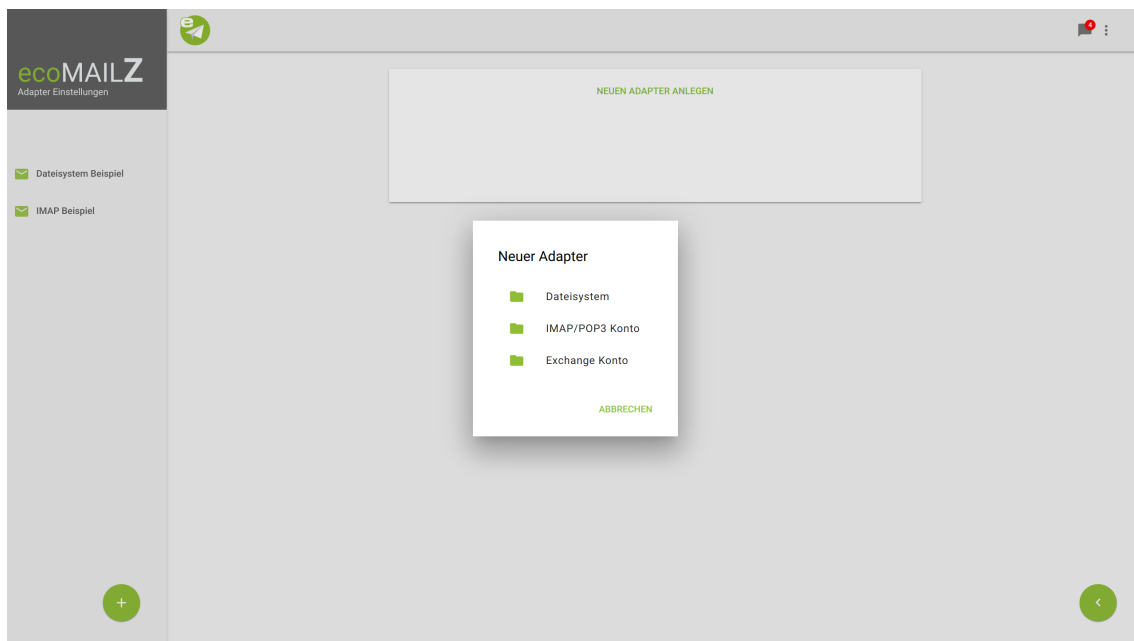 ecoMAILZ
Adapter Einstellungen
e
4
NEUEN ADAPTER ANLEGEN
Dateisystem Beispiel
IMAP Beispiel
Neuer Adapter
Dateisystem
IMAP/POP3 Konto
Exchange Konto
ABBRECHEN